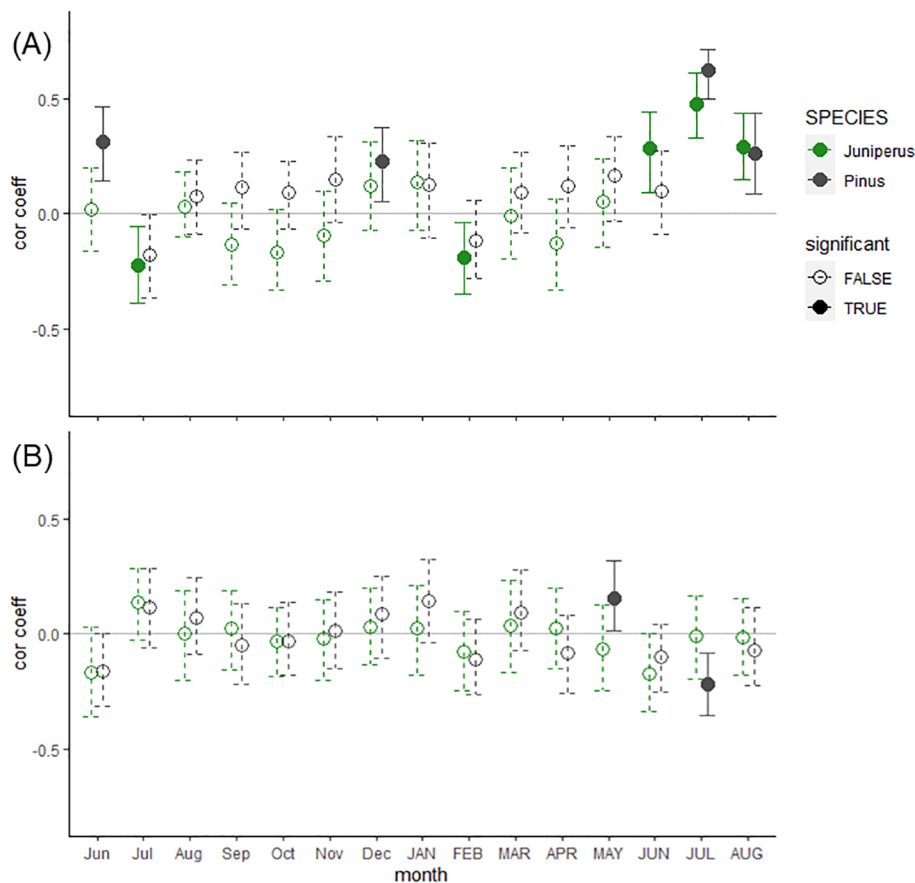 (A)
0.5
0.0
-0.5
cor coeff
SPECIES
Juniperus
Pinus
significant
FALSE
TRUE
(B)
0.5
0.0
-0.5
cor coeff
Jun Jul Aug Sep Oct Nov Dec JAN FEB MAR APR MAY JUN JUL AUG
month